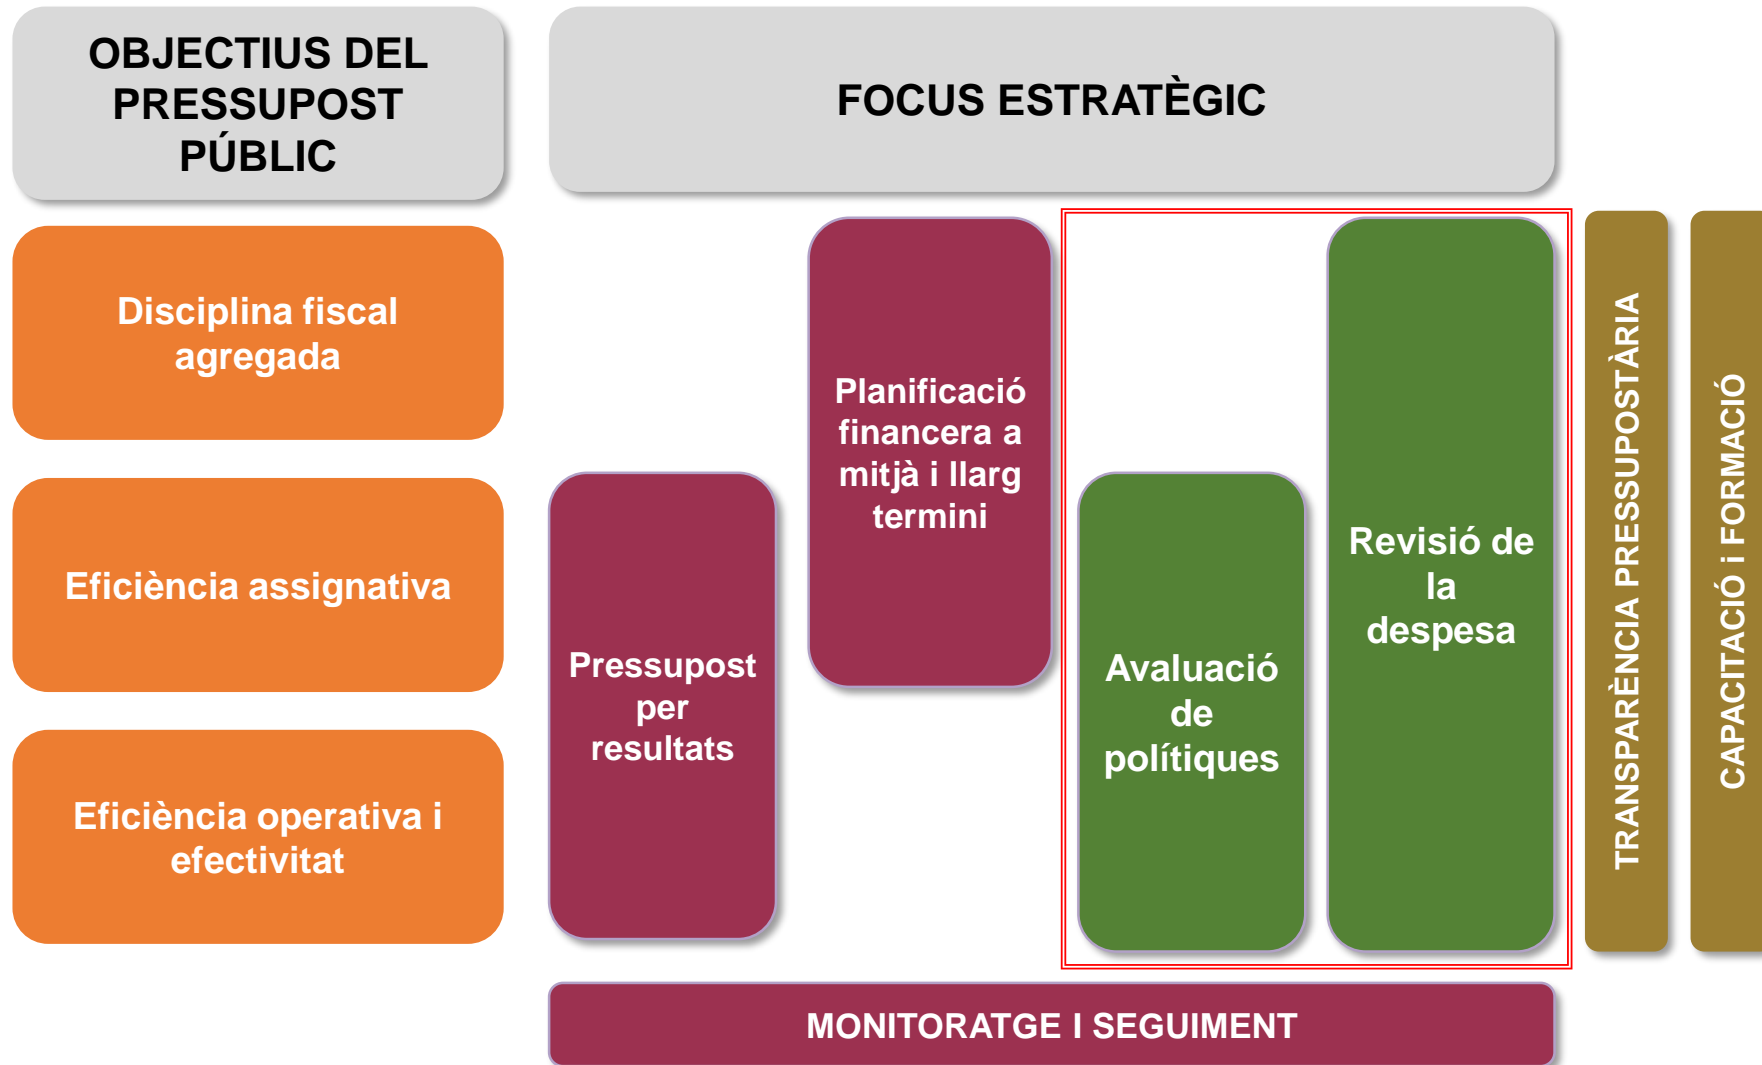 OBJECTIUS DEL
PRESSUPOST
PÚBLIC
FOCUS ESTRATÈGIC
Disciplina fiscal
agregada
Eficiència assignativa
Eficiència operativa i
efectivitat
Pressupost
per
resultats
Planificació
financera a
mitjà i llarg
termini
Avaluació
de
polítiques
Revisió de
la
despesa
TRANSPARÈNCIA PRESSUPOSTÀRIA
CAPACITACIÓ i FORMACIÓ
MONITORATGE I SEGUIMENT